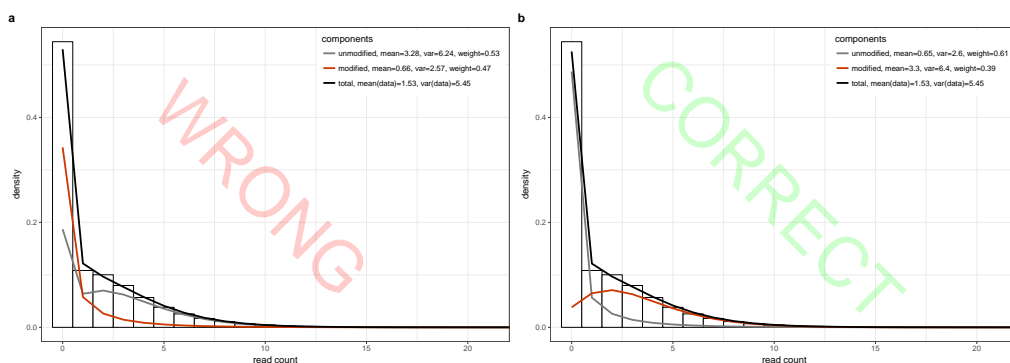 a
components
unmodified, mean=3.28, var=6.24, weight=0.53
modified, mean=0.66, var=2.57, weight=0.47
total, mean(data)=1.53, var(data)=5.45
WRONG
density
0.4
0.2
0.0
0 5 10 15 20
read count
b
components
unmodified, mean=0.65, var=2.6, weight=0.61
modified, mean=3.3, var=6.4, weight=0.39
total, mean(data)=1.53, var(data)=5.45
CORRECT
density
0.4
0.2
0.0
0 5 10 15 20
read count